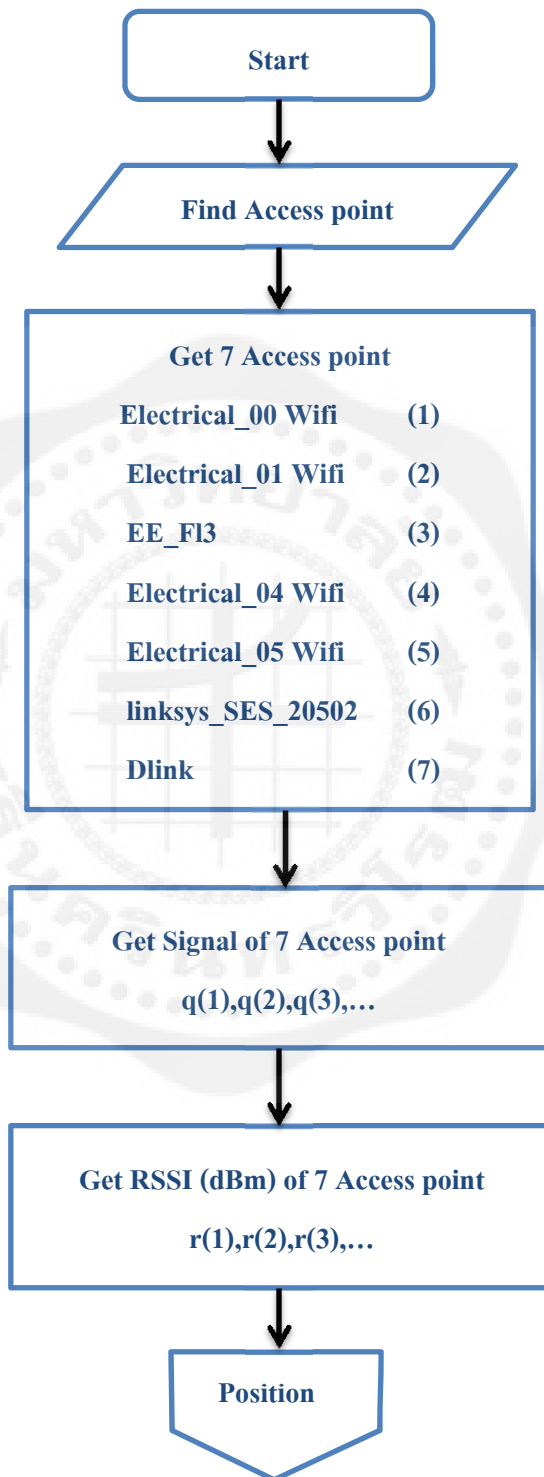 Start
Find Access point
Get 7 Access point
Electrical_00 Wifi (1)
Electrical_01 Wifi (2)
EE_Fl3 (3)
Electrical_04 Wifi (4)
Electrical_05 Wifi (5)
linksys_SES_20502 (6)
Dlink (7)
Get Signal of 7 Access point
q(1),q(2),q(3),…
Get RSSI (dBm) of 7 Access point
r(1),r(2),r(3),…
Position